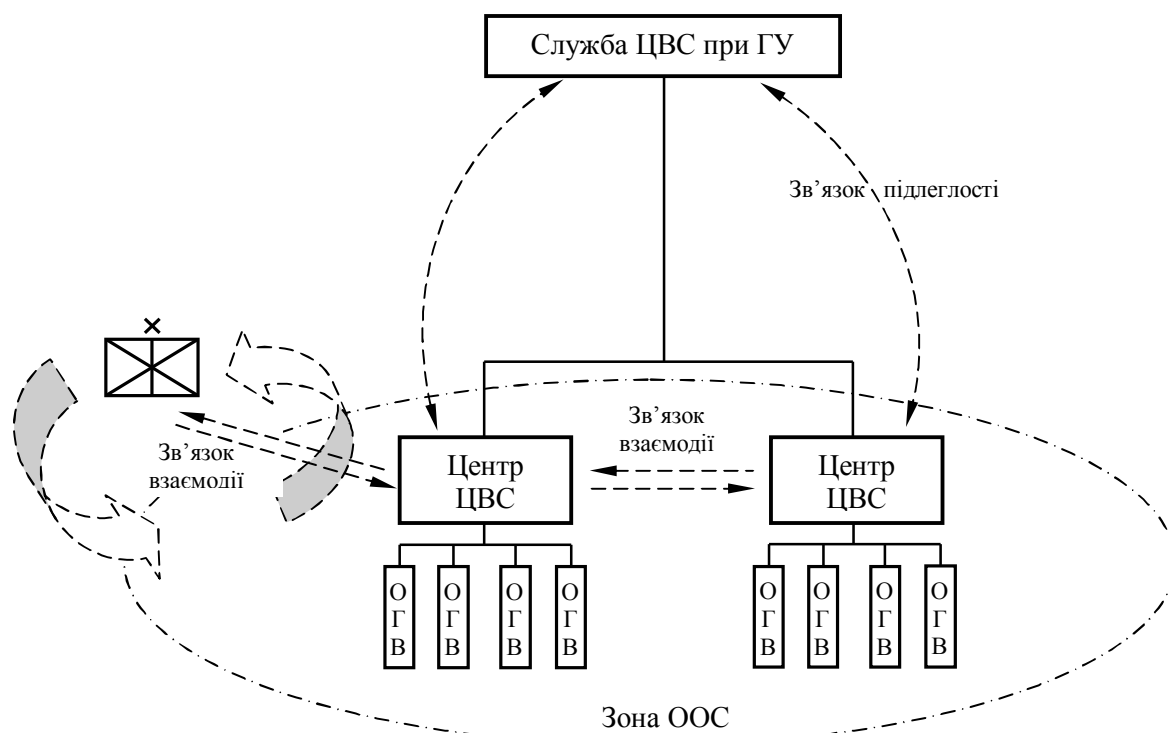 Служба ЦВС при ГУ
Зв’язок підлеглості
Зв’язок
взаємодії
Зв’язок
взаємодії
Центр
ЦВС
Центр
ЦВС
О
Г
В
О
Г
В
О
Г
В
О
Г
В
О
Г
В
О
Г
В
О
Г
В
О
Г
В
Зона ООС